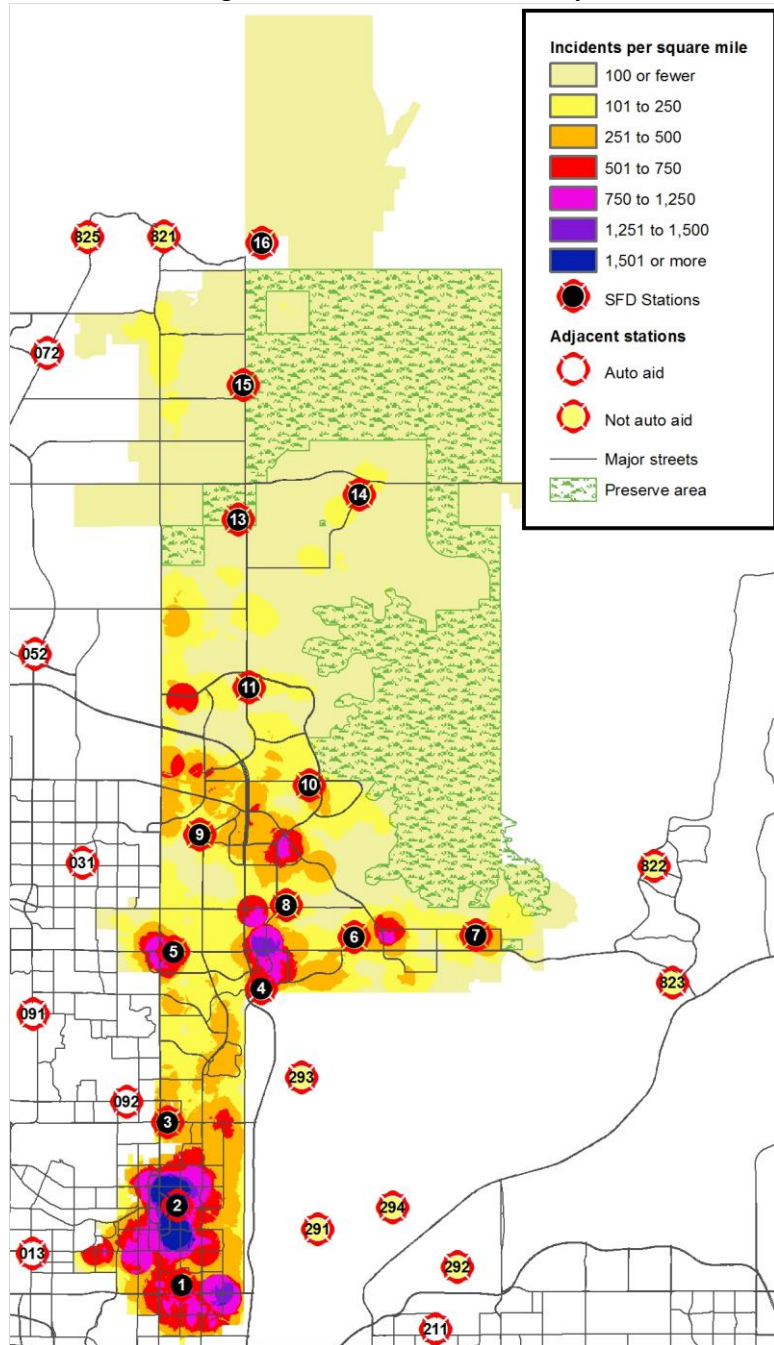 Incidents per square mile
100 or fewer
101 to 250
251 to 500
501 to 750
750 to 1,250
1,251 to 1,500
1,501 or more
SFD Stations
Adjacent stations
Auto aid
Not auto aid
Major streets
Preserve area
825
821
16
072
15
14
13
052
11
10
9
031
822
8
6
7
5
4
823
091
293
092
3
2
294
291
013
292
1
211